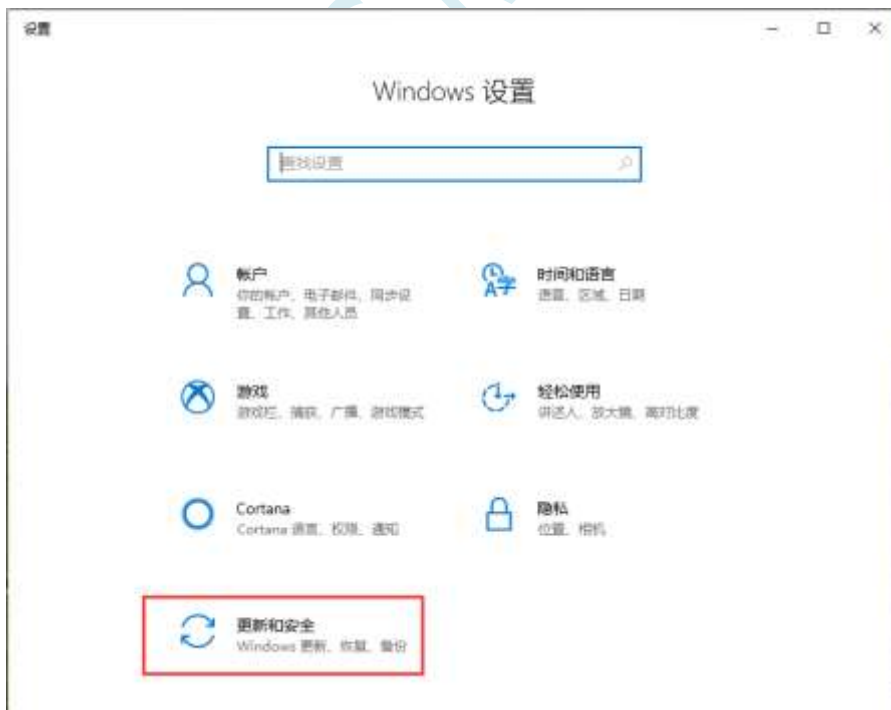 设置
Windows 设置
查找设置
帐户
你的帐户、电子邮件、同步设
置、工作、其他人员
时间和语言
语音、区域、日期
游戏
游戏栏、捕获、广播、游戏模式
轻松使用
讲述人、放大镜、高对比度
Cortana
Cortana 语言、权限、通知
隐私
位置、相机
更新和安全
Windows 更新、恢复、备份